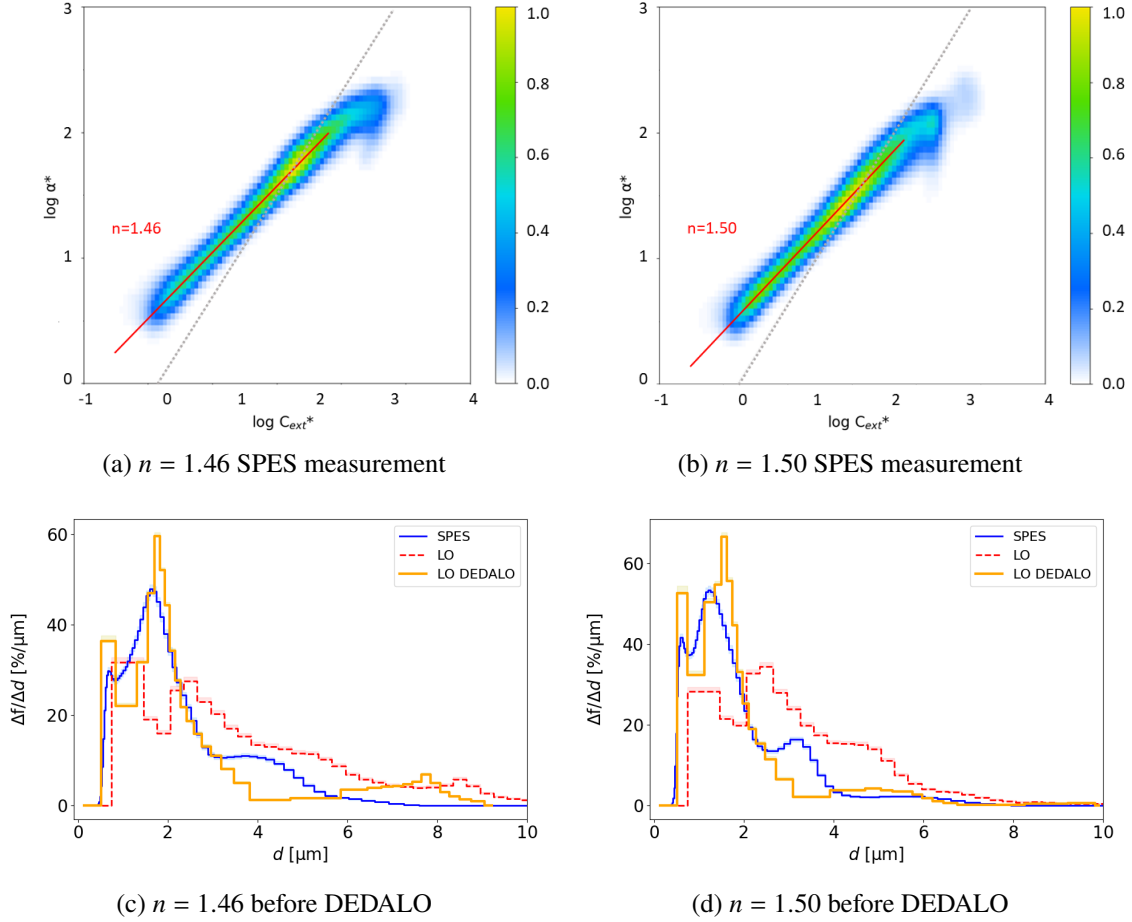 3
2
1
0
log α*
n=1.46
-1 0 1 2 3 4
log Cext*
1.0
0.8
0.6
0.4
0.2
0.0
(a) n = 1.46 SPES measurement
3
2
1
0
log α*
n=1.50
-1 0 1 2 3 4
log Cext*
1.0
0.8
0.6
0.4
0.2
0.0
(b) n = 1.50 SPES measurement
60
40
20
0
Δf/Δd [%/μm]
SPES
LO
LO DEDALO
0 2 4 6 8 10
d [μm]
(c) n = 1.46 before DEDALO
60
40
20
0
Δf/Δd [%/μm]
SPES
LO
LO DEDALO
0 2 4 6 8 10
d [μm]
(d) n = 1.50 before DEDALO